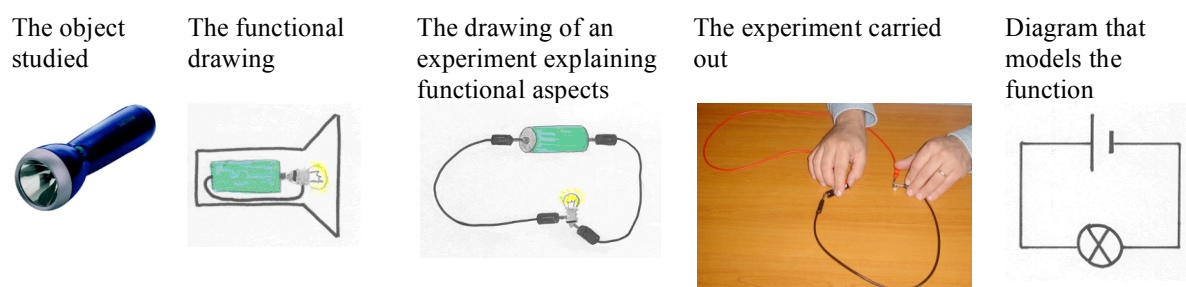 The object
studied
The functional
drawing
The drawing of an
experiment explaining
functional aspects
The experiment carried
out
Diagram that
models the
function